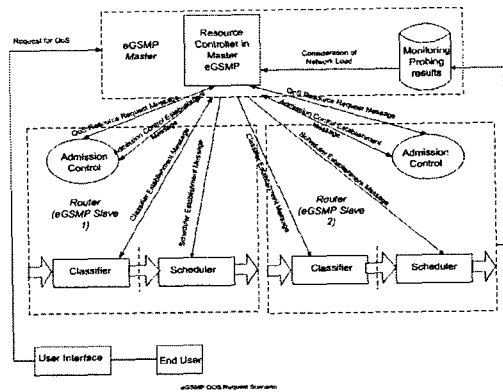 Request for QoS
eGSMP
Master
Resource
Controller in
Master
eGSMP
Consideration of
Network Load
Monitoring
Probing
results
QoS Resource Request Message
Admission Control Establishment
Message
QoS Resource Request Message
Admission Control Establishment
Message
Admission
Control
Classifier Establishment Message
Scheduler Establishment Message
Classifier Establishment Message
Scheduler Establishment Message
Admission
Control
Router
(eGSMP Slave
1)
Router
(eGSMP Slave
2)
Classifier
Scheduler
Classifier
Scheduler
User Interface
End User
eGSMP QOS Request Scenario